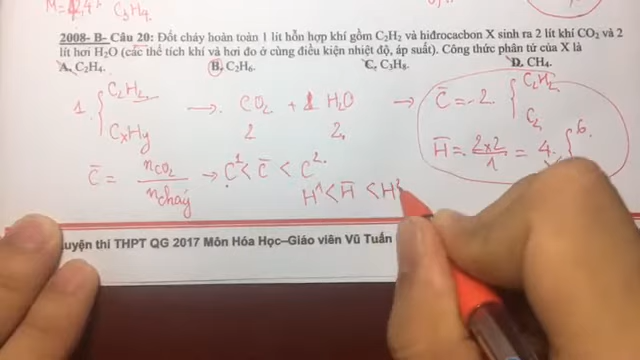 M = 42,4 C₃H₄
2008- B- Câu 20: Đốt cháy hoàn toàn 1 lít hỗn hợp khí gồm C₂H₂ và hiđrocacbon X sinh ra 2 lít khí CO₂ và 2
lít hơi H₂O (các thể tích khí và hơi đo ở cùng điều kiện nhiệt độ, áp suất). Công thức phân tử của X là
A. C₂H₄. B. C₂H₆. C. C₃H₈. D. CH₄.
1. { C₂H₂ CxHy → CO₂ + H₂O → C̄ = 2 { C₂H₂ C₂
2 2
H̄ = 2x2/1 = 4 { 6
C̄ = nCO₂/n cháy → C¹ < C̄ < C²
H¹ < H̄ < H²
uyện thi THPT QG 2017 Môn Hóa Học–Giáo viên Vũ Tuấn